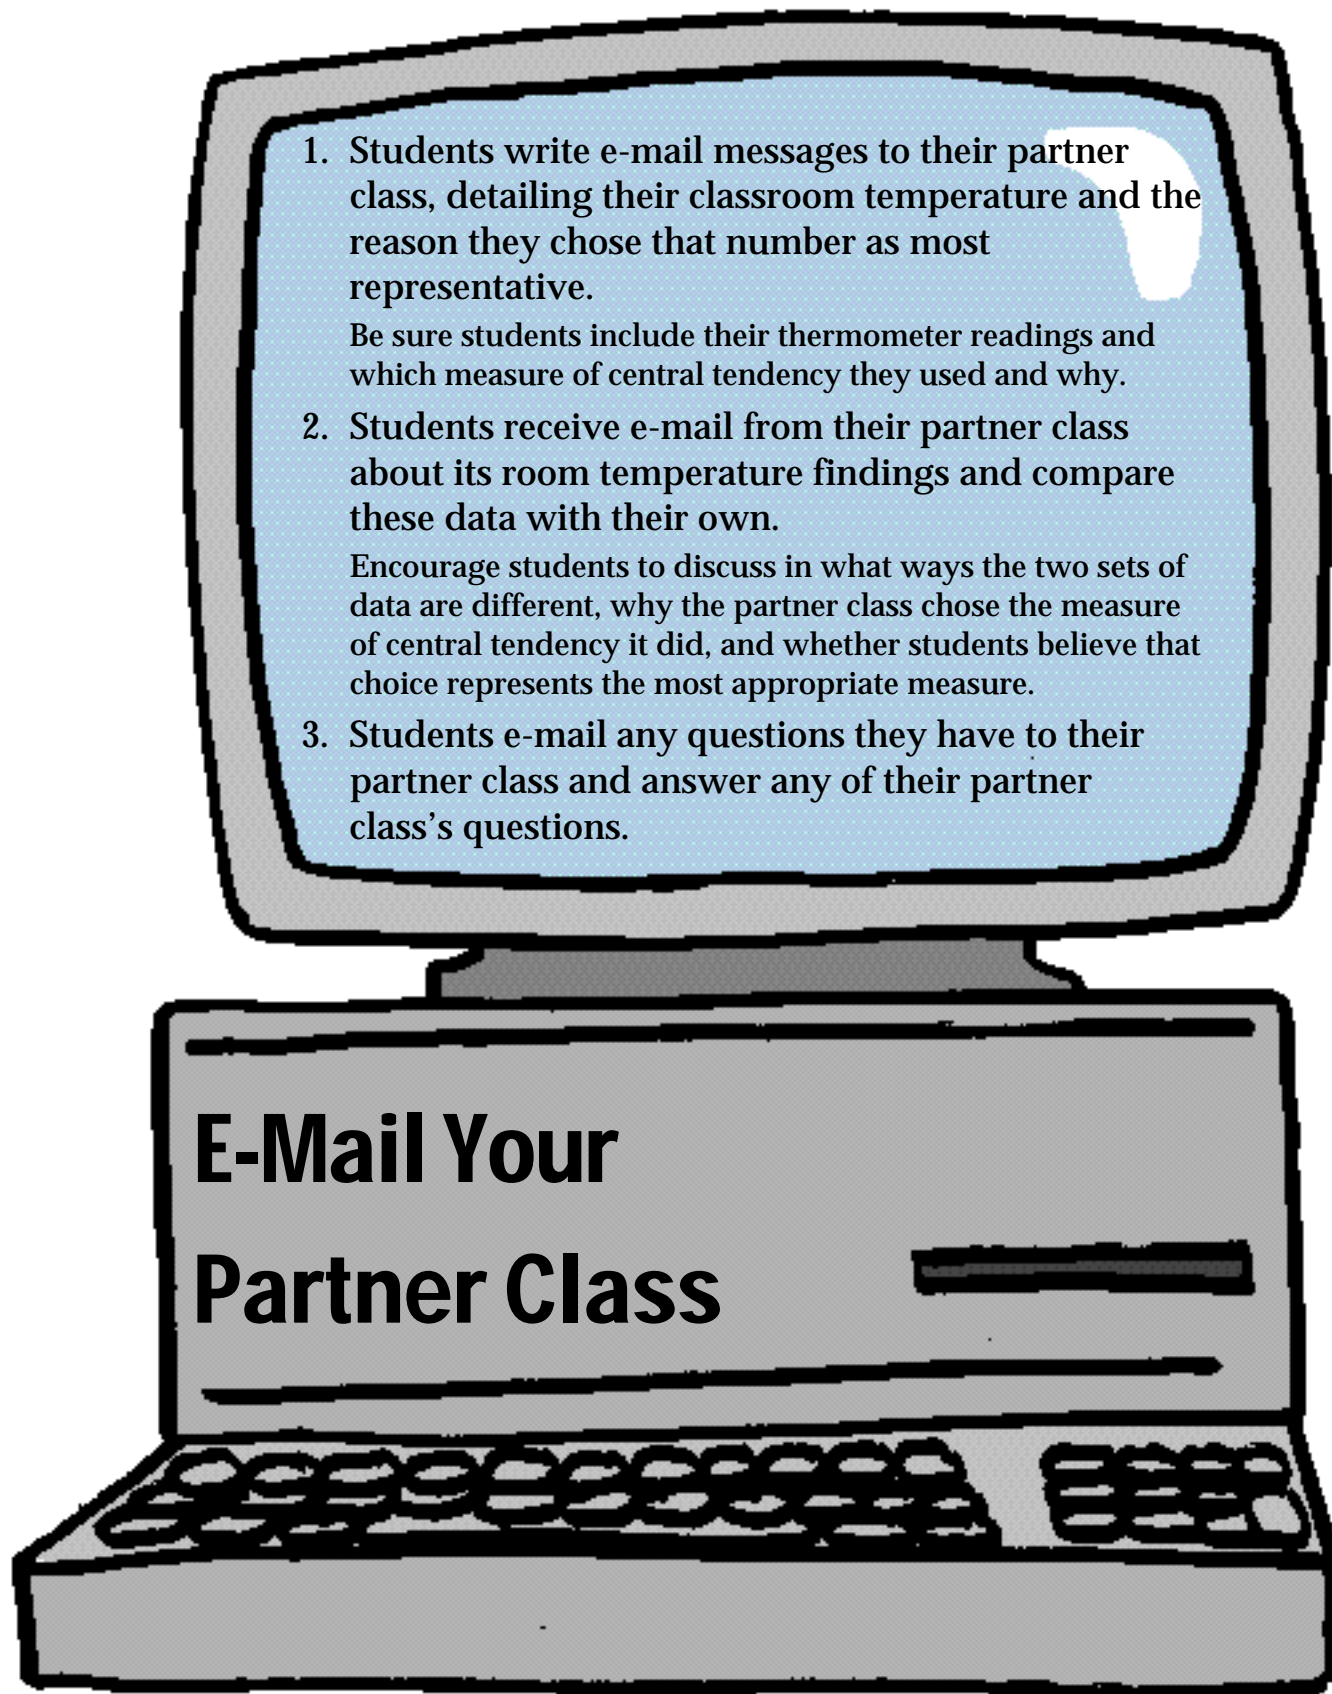 1. Students write e-mail messages to their partner
class, detailing their classroom temperature and the
reason they chose that number as most
representative.
Be sure students include their thermometer readings and
which measure of central tendency they used and why.
2. Students receive e-mail from their partner class
about its room temperature findings and compare
these data with their own.
Encourage students to discuss in what ways the two sets of
data are different, why the partner class chose the measure
of central tendency it did, and whether students believe that
choice represents the most appropriate measure.
3. Students e-mail any questions they have to their
partner class and answer any of their partner
class’s questions.
E-Mail Your
Partner Class